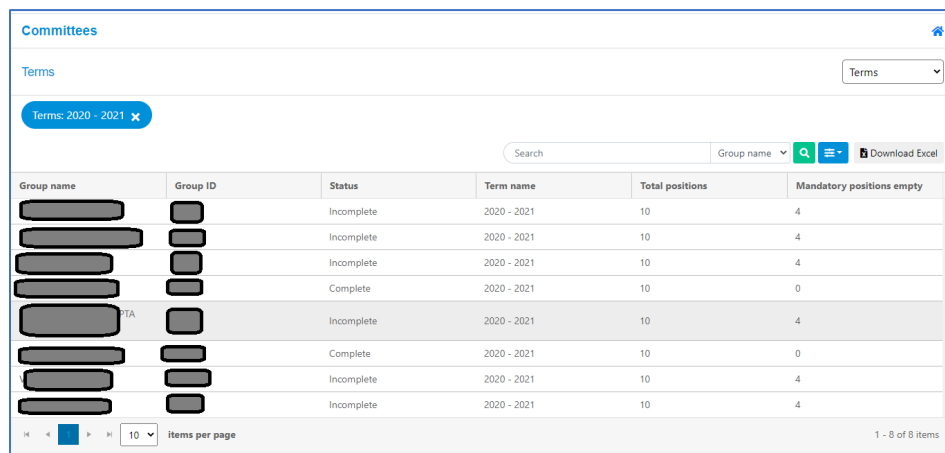 Committees
Terms
Terms
Terms: 2020 - 2021 ×
Search Group name Download Excel
Group name Group ID Status Term name Total positions Mandatory positions empty
Incomplete 2020 - 2021 10 4
Incomplete 2020 - 2021 10 4
Incomplete 2020 - 2021 10 4
Complete 2020 - 2021 10 0
PTA
Incomplete 2020 - 2021 10 4
Complete 2020 - 2021 10 0
Incomplete 2020 - 2021 10 4
Incomplete 2020 - 2021 10 4
1 10 items per page 1 - 8 of 8 items